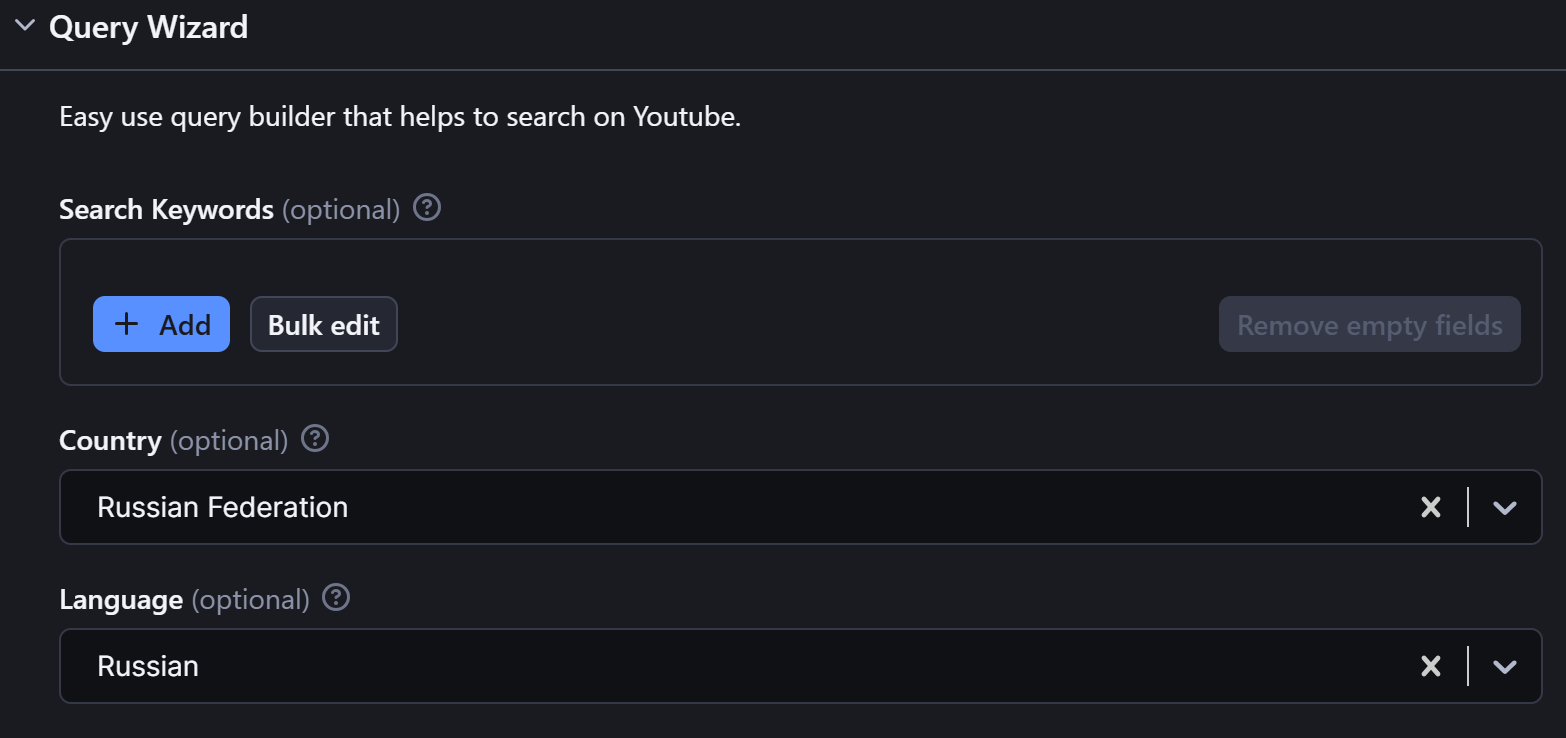 Query Wizard
Easy use query builder that helps to search on Youtube.
Search Keywords (optional) ?
+ Add Bulk edit Remove empty fields
Country (optional) ?
Russian Federation
Language (optional) ?
Russian